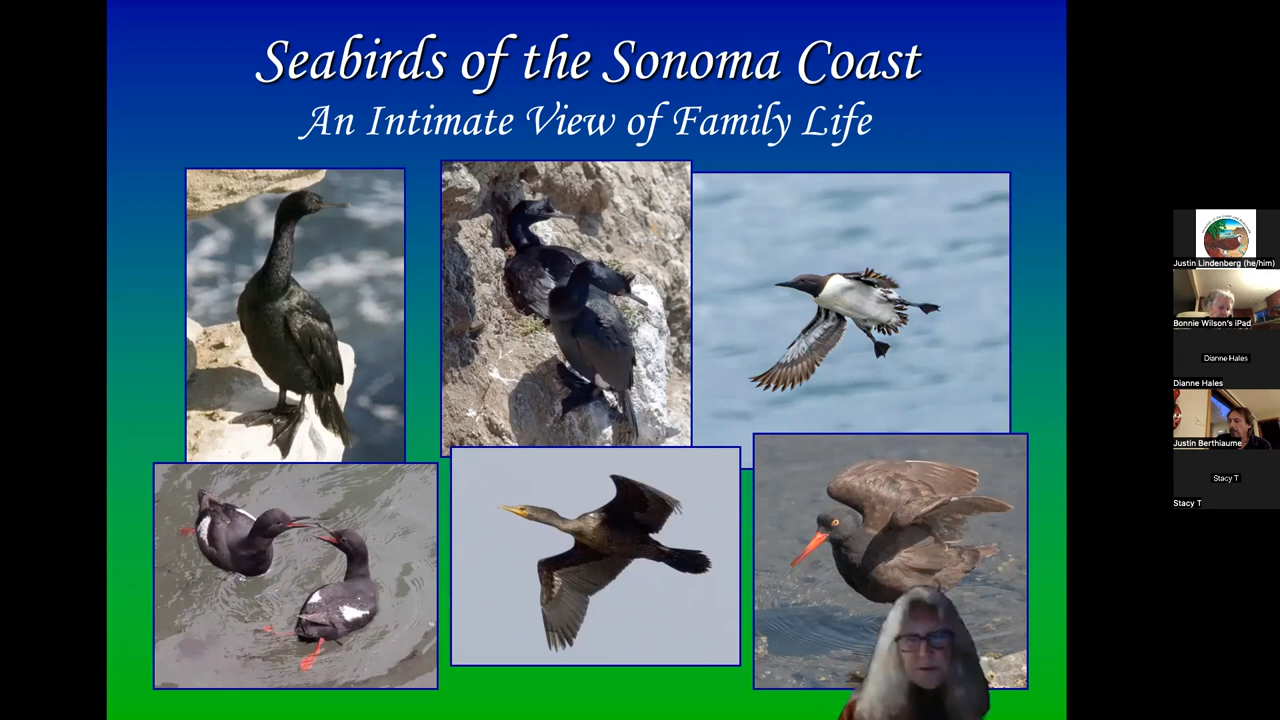 Seabirds of the Sonoma Coast
An Intimate View of Family Life
Justin Lindenberg (he/him)
Bonnie Wilson's iPad
Dianne Hales
Dianne Hales
Justin Berthiaume
Stacy T
Stacy T